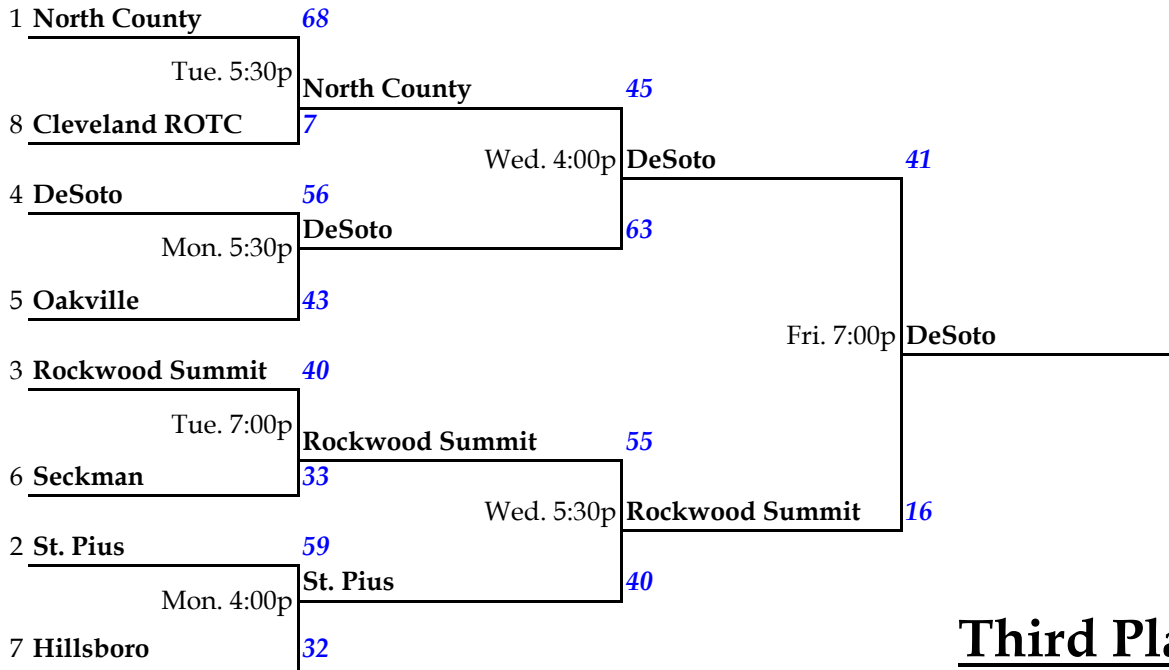 1 North County 68
Tue. 5:30p
North County 45
8 Cleveland ROTC 7
Wed. 4:00p DeSoto 41
4 DeSoto 56
DeSoto 63
Mon. 5:30p
5 Oakville 43
Fri. 7:00p DeSoto
3 Rockwood Summit 40
Tue. 7:00p
Rockwood Summit 55
6 Seckman 33
Wed. 5:30p Rockwood Summit 16
2 St. Pius 59
St. Pius 40
Mon. 4:00p
7 Hillsboro 32
Third Pla